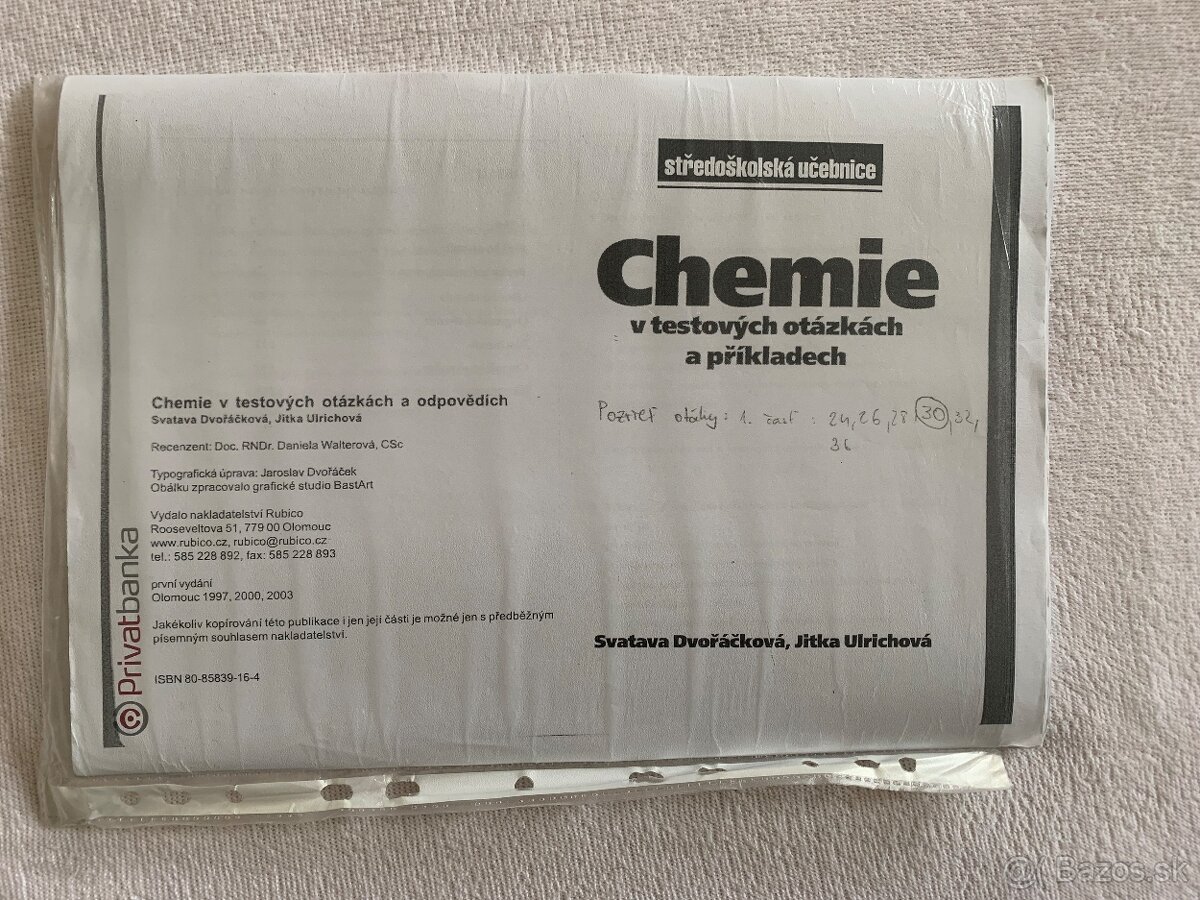 Chemie v testových otázkách a odpovědích
Svatava Dvořáčková, Jitka Ulrichová
Recenzent: Doc. RNDr. Daniela Walterová, CSc
Typografická úprava: Jaroslav Dvořáček
Obálku zpracovalo grafické studio BastArt
Vydalo nakladatelství Rubico
Rooseveltova 51, 779 00 Olomouc
www.rubico.cz, rubico@rubico.cz
tel.: 585 228 892, fax: 585 228 893
první vydání
Olomouc 1997, 2000, 2003
Jakékoliv kopírování této publikace i jen její části je možné jen s předběžným
písemným souhlasem nakladatelství.
ISBN 80-85839-16-4
Privatbanka
středoškolská učebnice
Chemie
v testových otázkách
a příkladech
Pozrieť otázky: 1. časť : 24, 26, 28, 30, 32,
36
Svatava Dvořáčková, Jitka Ulrichová
Bazos.sk